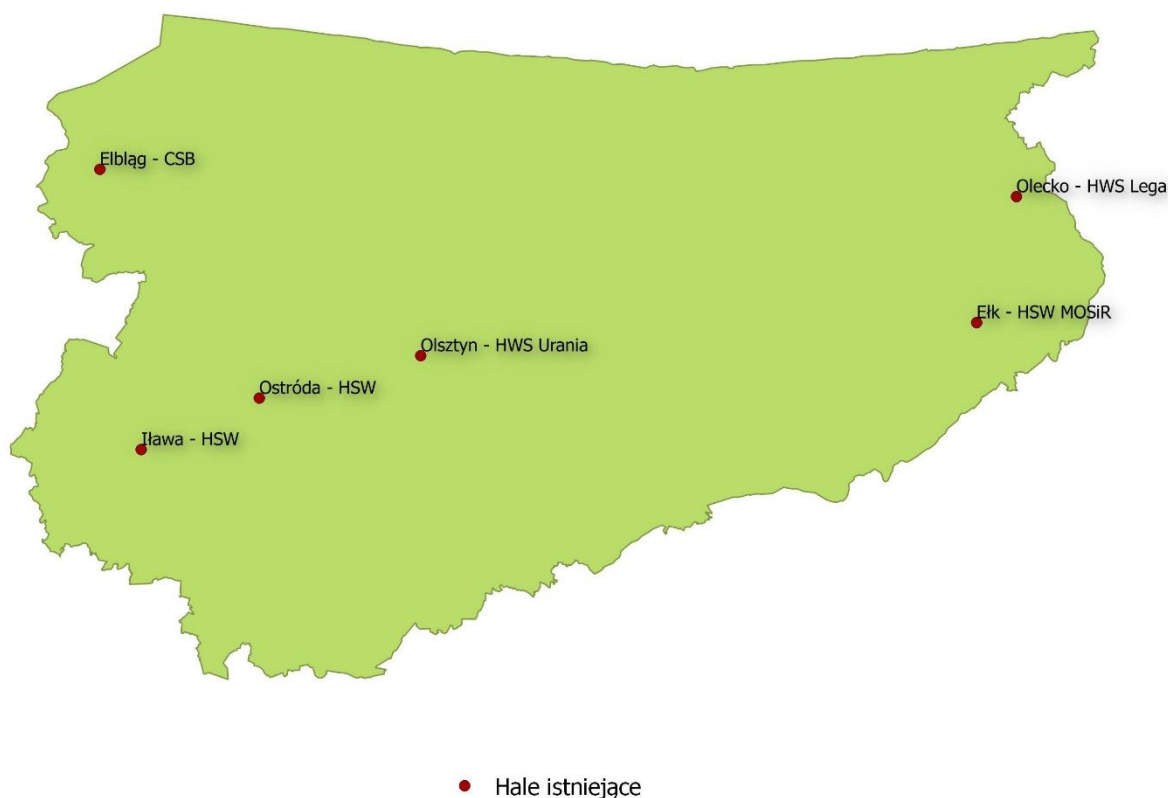 Elbląg - CSB
Olecko - HWS Lega
Ełk - HSW MOSiR
Olsztyn - HWS Urania
Ostróda - HSW
Iława - HSW
Hale istniejące